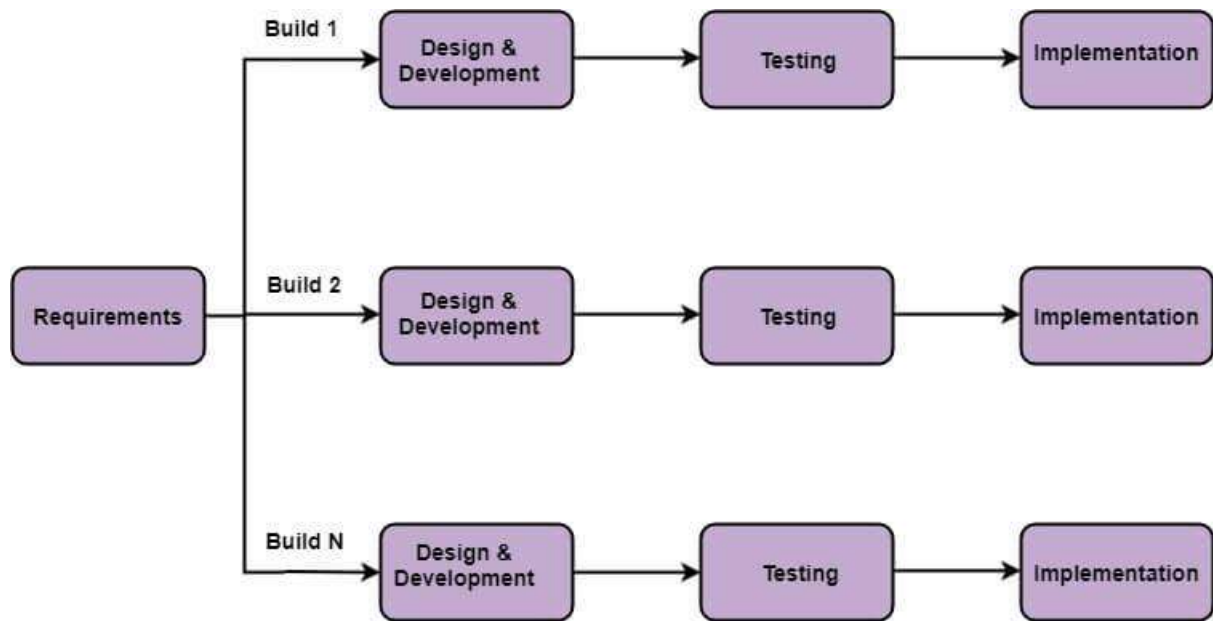 Build 1
Design &
Development
Testing
Implementation
Requirements
Build 2
Design &
Development
Testing
Implementation
Build N
Design &
Development
Testing
Implementation